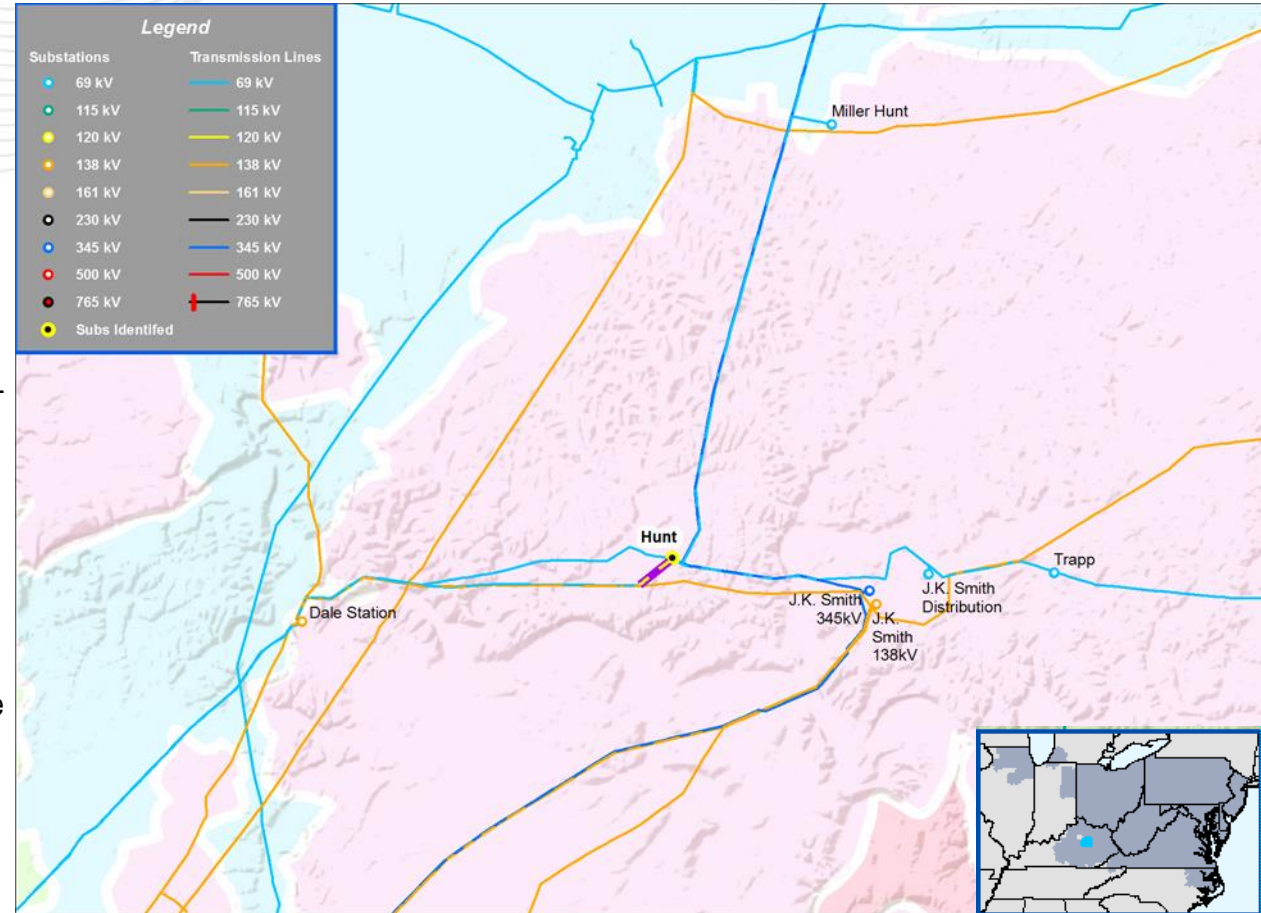 Legend
Substations Transmission Lines
69 kV 69 kV
115 kV 115 kV
120 kV 120 kV
138 kV 138 kV
161 kV 161 kV
230 kV 230 kV
345 kV 345 kV
500 kV 500 kV
765 kV 765 kV
Subs Identifed
Miller Hunt
Hunt
Trapp
J.K. Smith
Distribution
J.K. Smith
345kV
J.K.
Smith
138kV
Dale Station
-
e